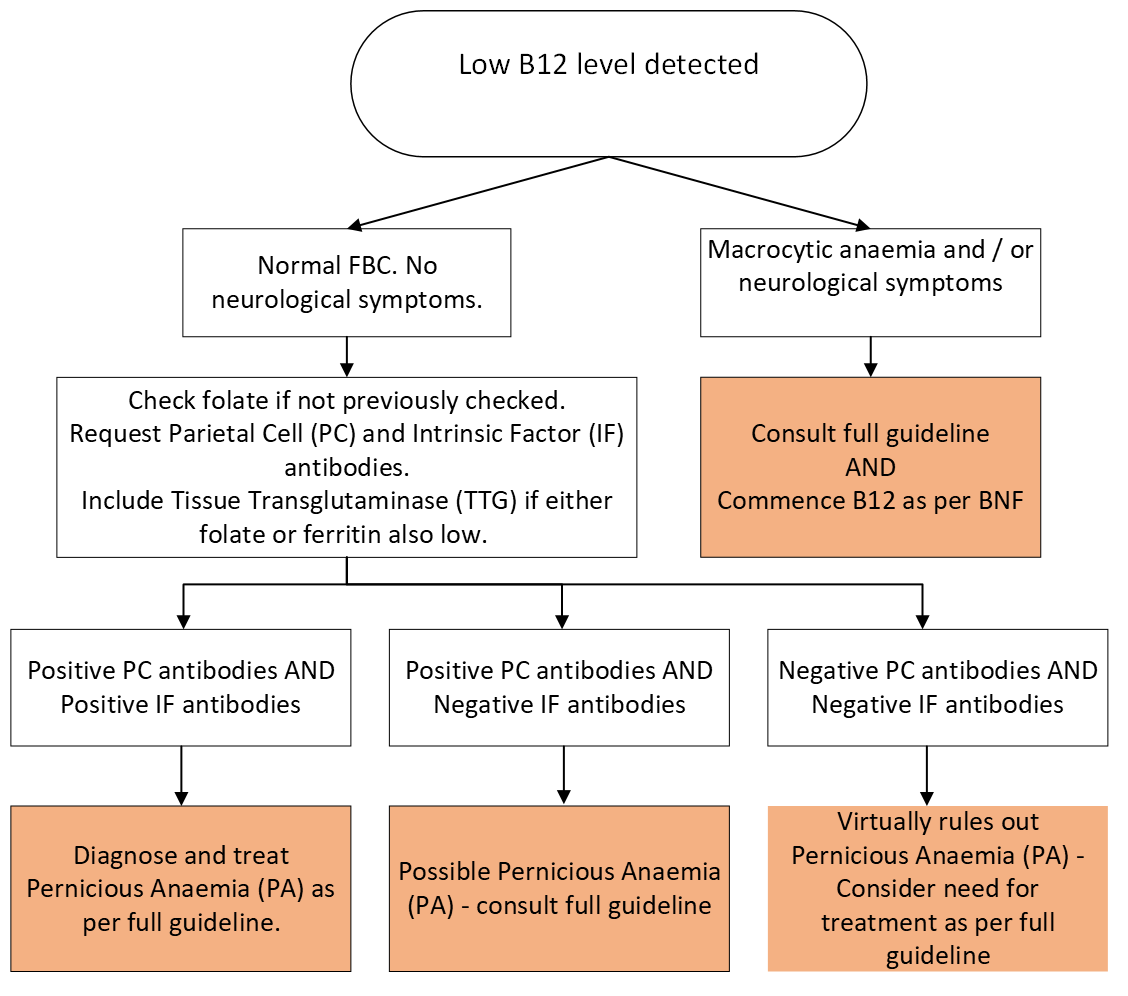 Low B12 level detected
Normal FBC. No
neurological symptoms.
Macrocytic anaemia and / or
neurological symptoms
Check folate if not previously checked.
Request Parietal Cell (PC) and Intrinsic Factor (IF)
antibodies.
Include Tissue Transglutaminase (TTG) if either
folate or ferritin also low.
Consult full guideline
AND
Commence B12 as per BNF
Positive PC antibodies AND
Positive IF antibodies
Positive PC antibodies AND
Negative IF antibodies
Negative PC antibodies AND
Negative IF antibodies
Diagnose and treat
Pernicious Anaemia (PA) as
per full guideline.
Possible Pernicious Anaemia
(PA) - consult full guideline
Virtually rules out
Pernicious Anaemia (PA) -
Consider need for
treatment as per full
guideline